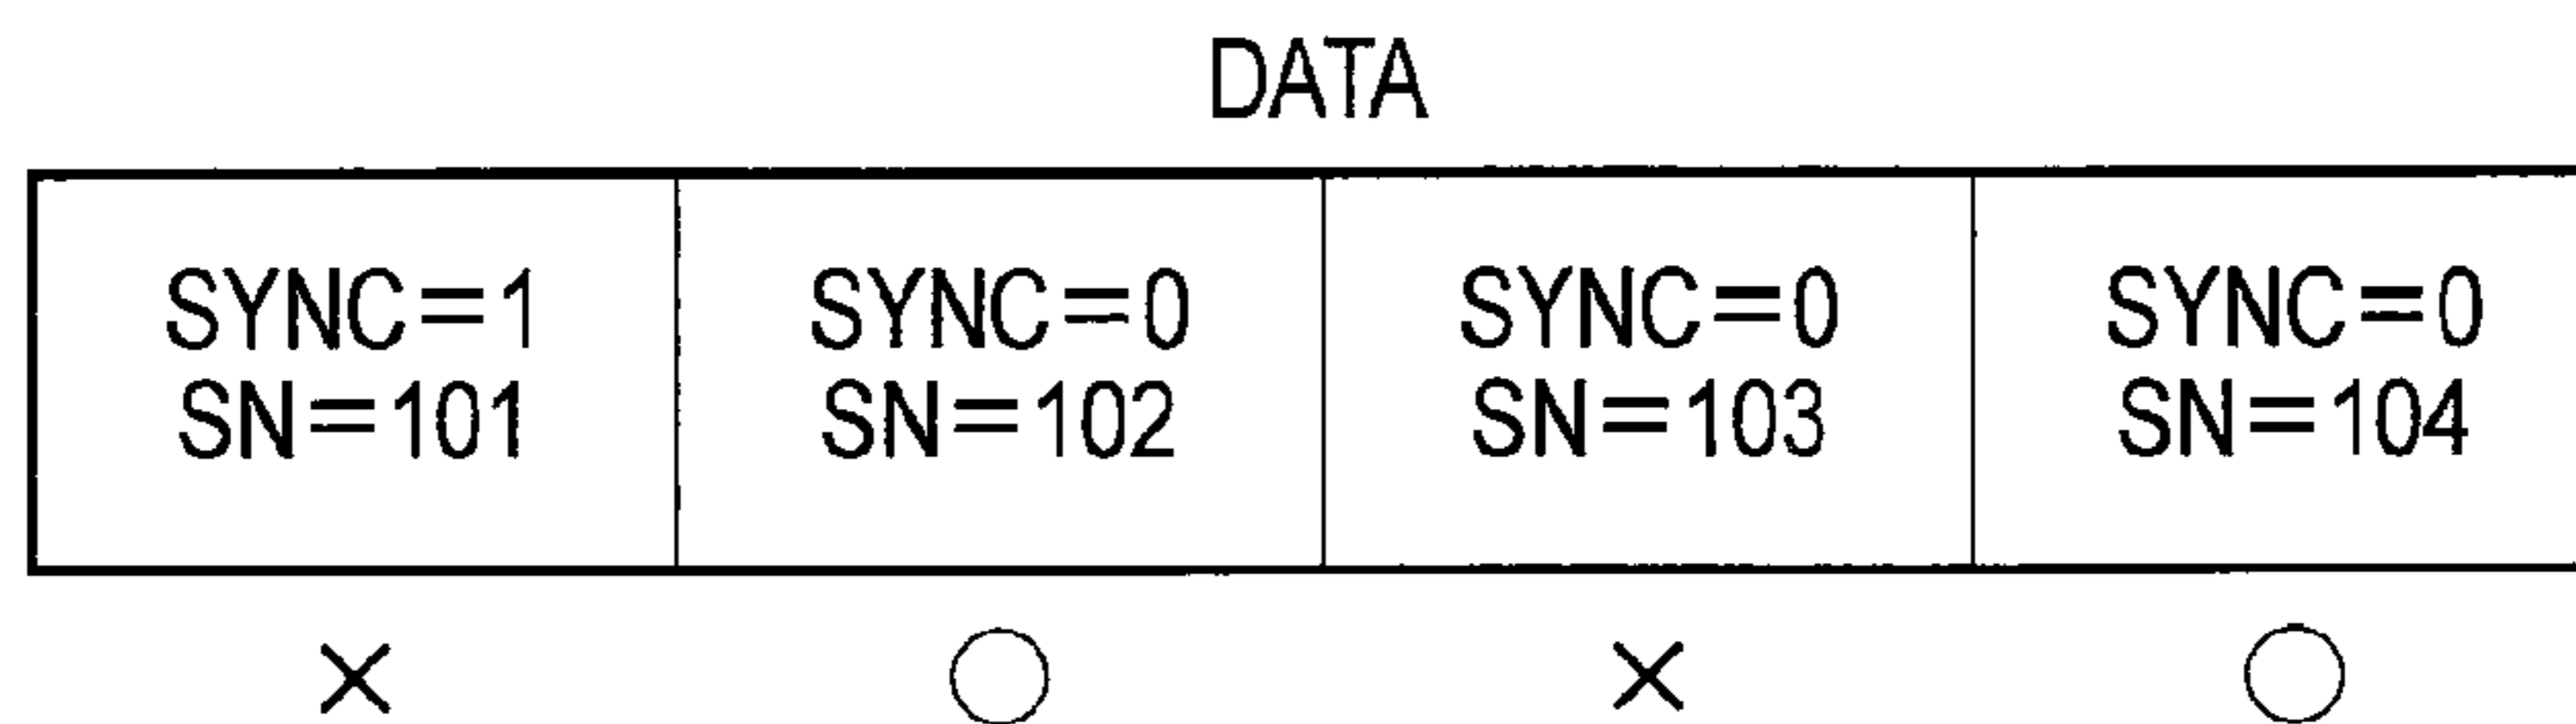 DATA
SYNC=1 SYNC=0 SYNC=0 SYNC=0
SN=101 SN=102 SN=103 SN=104
× ○ × ○